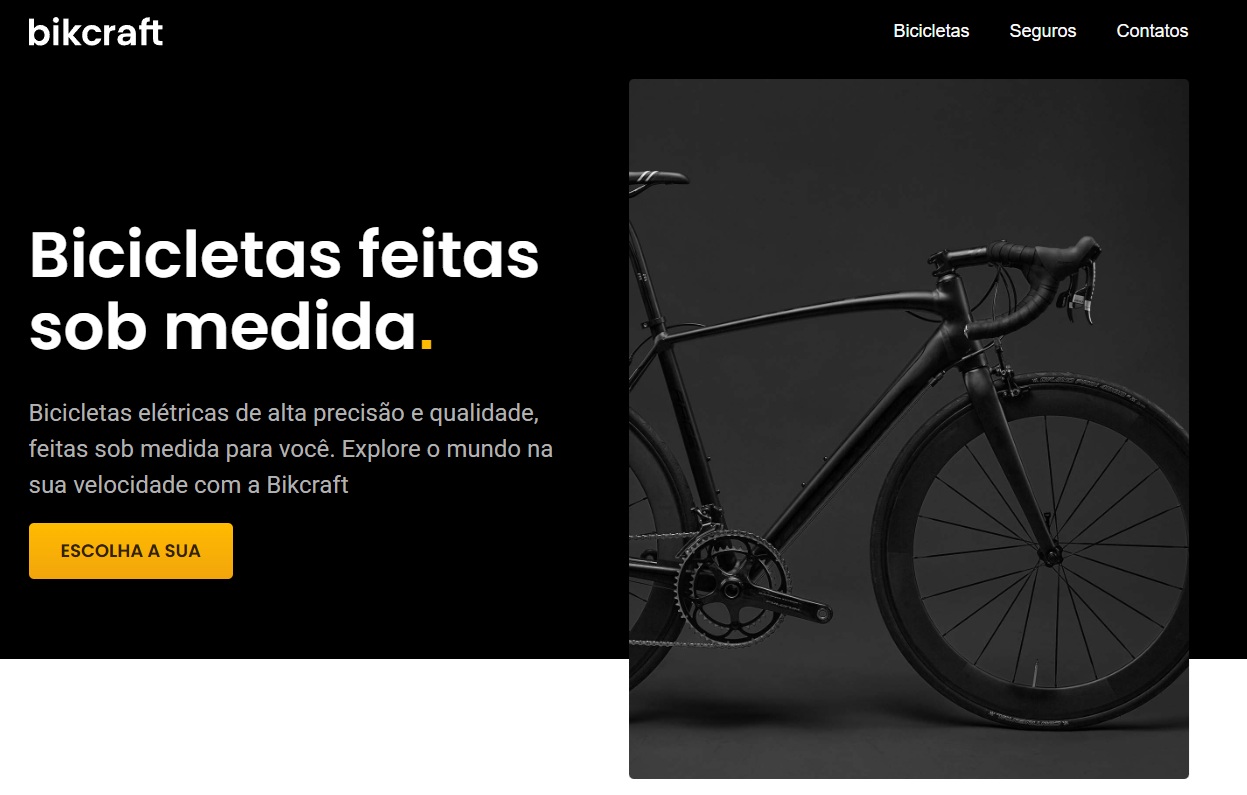 bikcraft
Bicicletas Seguros Contatos
Bicicletas feitas
sob medida.
Bicicletas elétricas de alta precisão e qualidade,
feitas sob medida para você. Explore o mundo na
sua velocidade com a Bikcraft
ESCOLHA A SUA